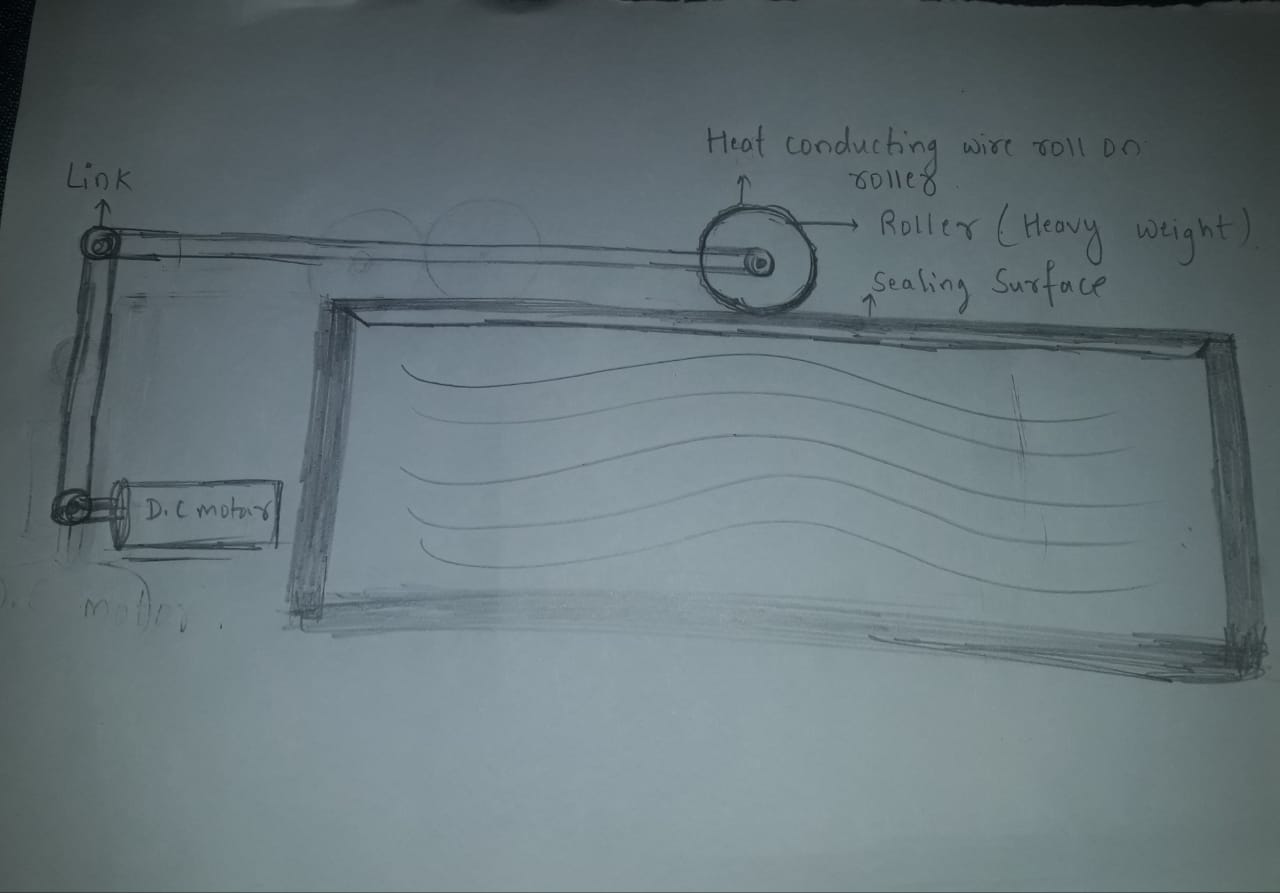 Heat conducting wire roll on
roller
Link
Roller (Heavy weight)
Sealing Surface
D.C motor
D.C motor.